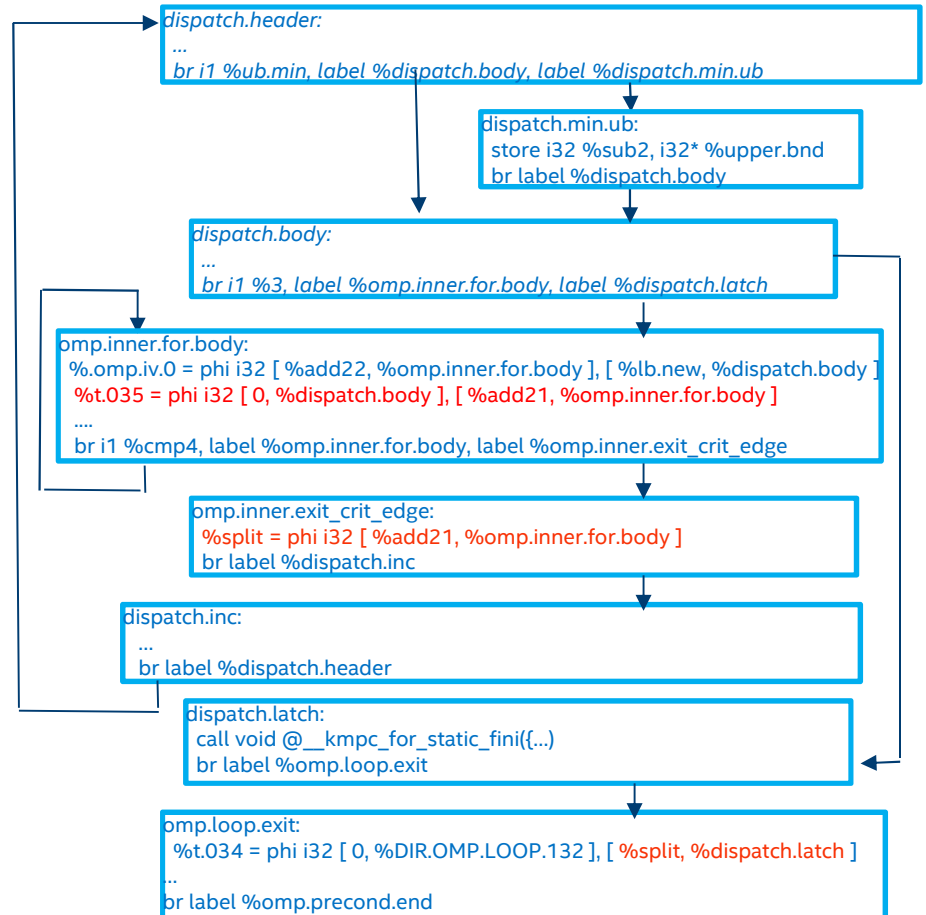 dispatch.header:
...
br i1 %ub.min, label %dispatch.body, label %dispatch.min.ub
dispatch.min.ub:
store i32 %sub2, i32* %upper.bnd
br label %dispatch.body
dispatch.body:
...
br i1 %3, label %omp.inner.for.body, label %dispatch.latch
omp.inner.for.body:
%.omp.iv.0 = phi i32 [ %add22, %omp.inner.for.body ], [ %lb.new, %dispatch.body ]
%t.035 = phi i32 [ 0, %dispatch.body ], [ %add21, %omp.inner.for.body ]
....
br i1 %cmp4, label %omp.inner.for.body, label %omp.inner.exit_crit_edge
omp.inner.exit_crit_edge:
%split = phi i32 [ %add21, %omp.inner.for.body ]
br label %dispatch.inc
dispatch.inc:
...
br label %dispatch.header
dispatch.latch:
call void @__kmpc_for_static_fini({...)
br label %omp.loop.exit
omp.loop.exit:
%t.034 = phi i32 [ 0, %DIR.OMP.LOOP.132 ], [ %split, %dispatch.latch ]
...
br label %omp.precond.end